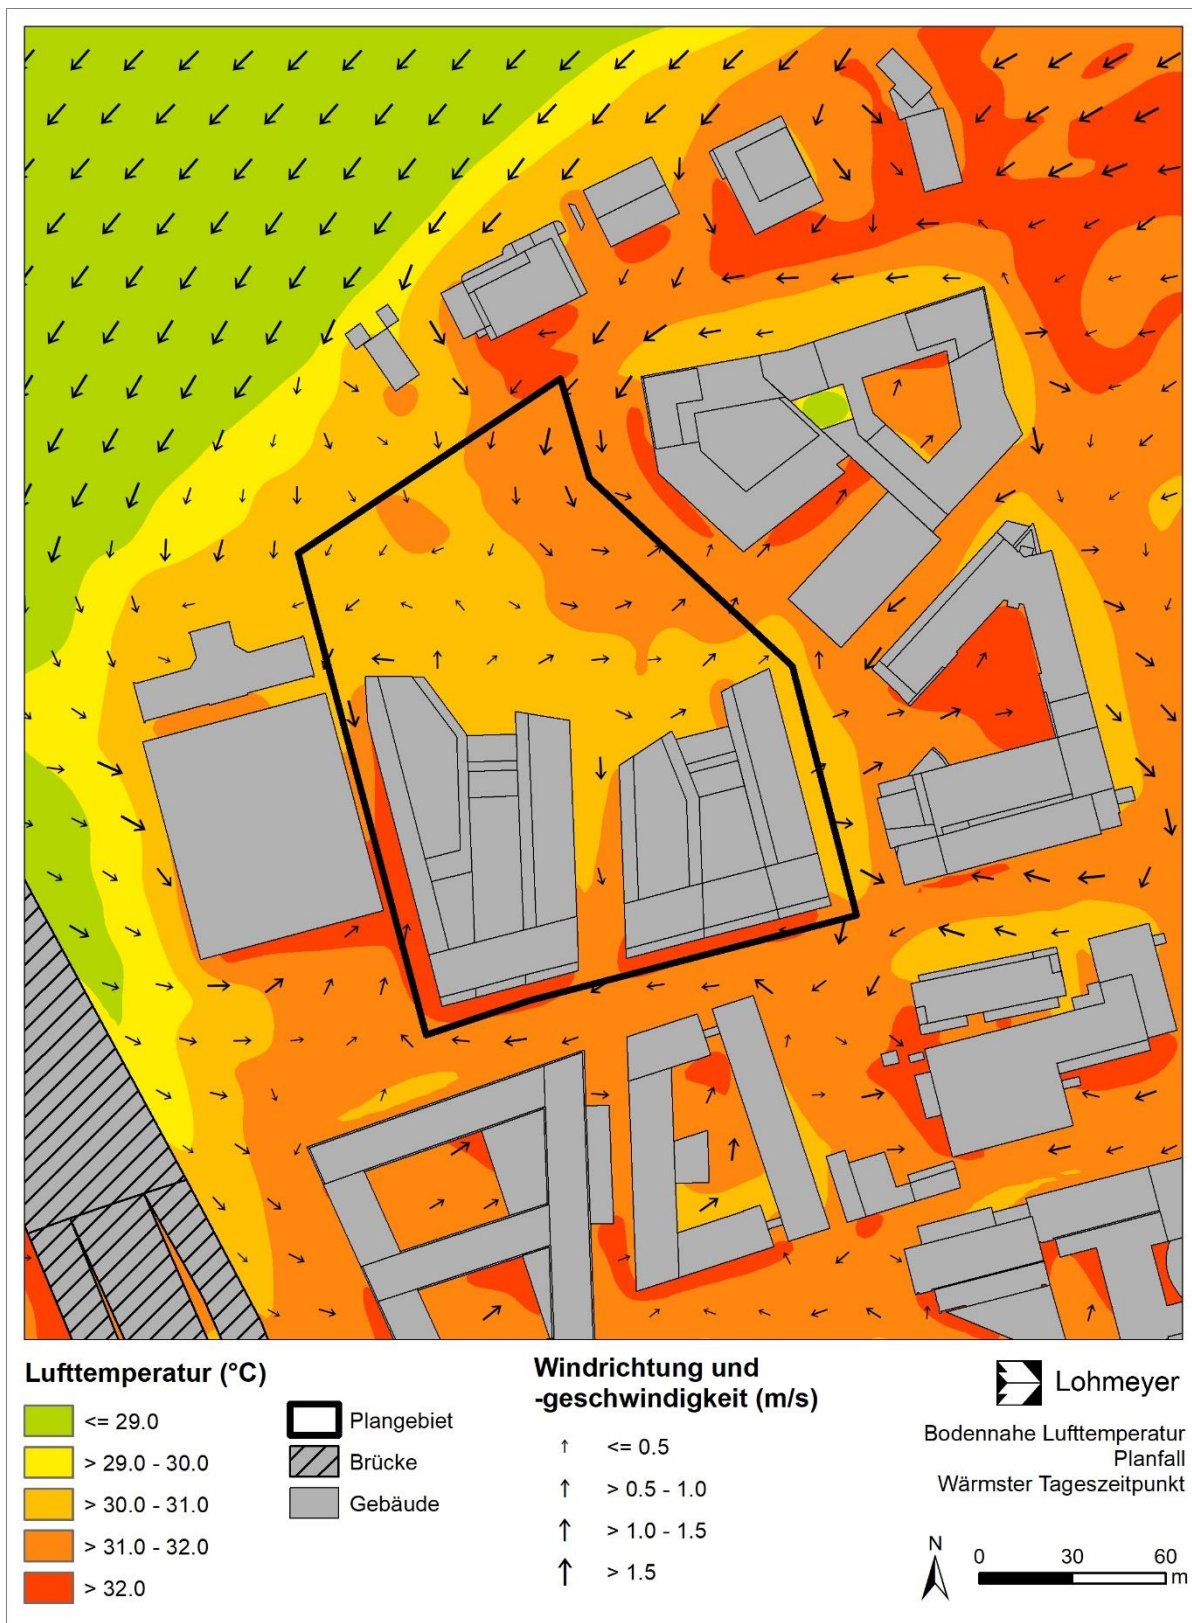 Lufttemperatur (°C)
<= 29.0
> 29.0 - 30.0
> 30.0 - 31.0
> 31.0 - 32.0
> 32.0
Plangebiet
Brücke
Gebäude
Windrichtung und
-geschwindigkeit (m/s)
<= 0.5
> 0.5 - 1.0
> 1.0 - 1.5
> 1.5
Lohmeyer
Bodennahe Lufttemperatur
Planfall
Wärmster Tageszeitpunkt
N
0 30 60
m